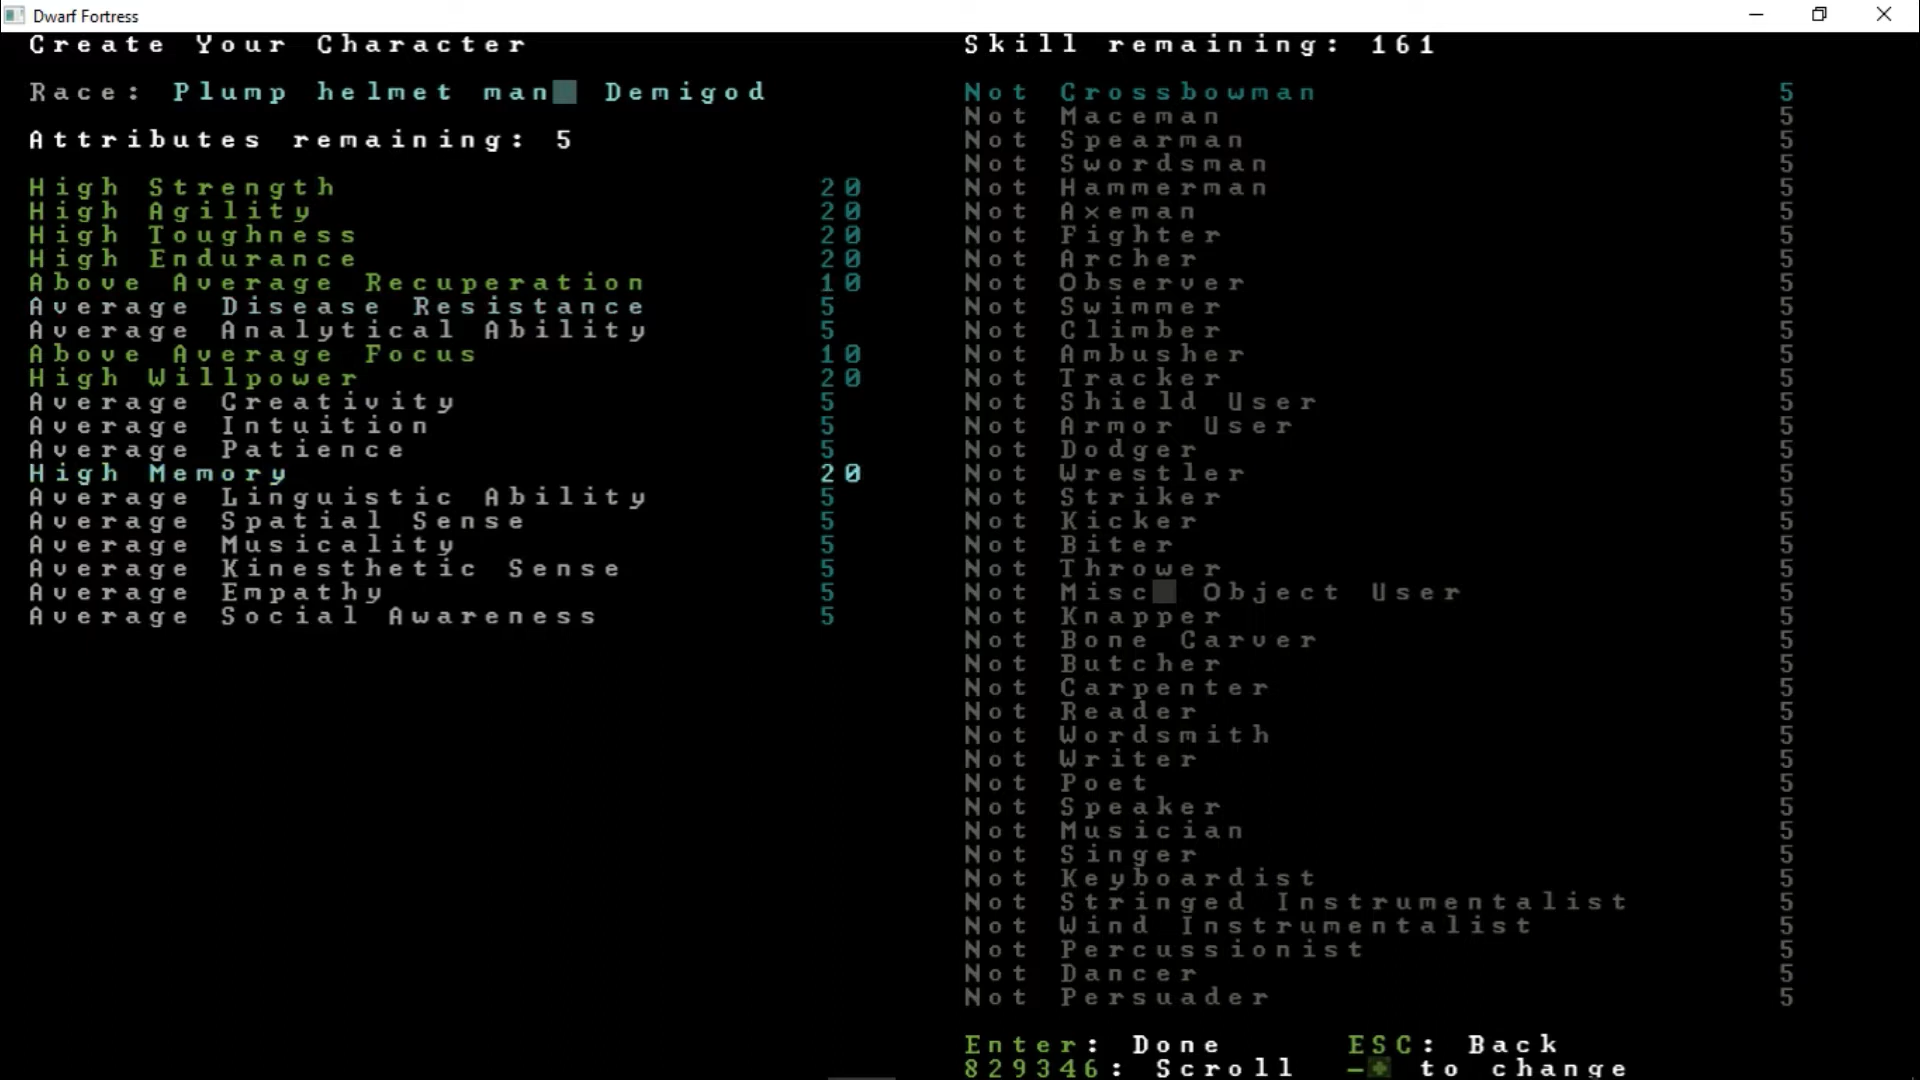 Dwarf Fortress
Create Your Character
Race: Plump helmet man, Demigod
Attributes remaining: 5
High Strength 20
High Agility 20
High Toughness 20
High Endurance 20
Above Average Recuperation 10
Average Disease Resistance 5
Average Analytical Ability 5
Above Average Focus 10
High Willpower 20
Average Creativity 5
Average Intuition 5
Average Patience 5
High Memory 20
Average Linguistic Ability 5
Average Spatial Sense 5
Average Musicality 5
Average Kinesthetic Sense 5
Average Empathy 5
Average Social Awareness 5
Skill remaining: 161
Not Crossbowman 5
Not Maceman 5
Not Spearman 5
Not Swordsman 5
Not Hammerman 5
Not Axeman 5
Not Fighter 5
Not Archer 5
Not Observer 5
Not Swimmer 5
Not Climber 5
Not Ambusher 5
Not Tracker 5
Not Shield User 5
Not Armor User 5
Not Dodger 5
Not Wrestler 5
Not Striker 5
Not Kicker 5
Not Biter 5
Not Thrower 5
Not Misc. Object User 5
Not Knapper 5
Not Bone Carver 5
Not Butcher 5
Not Carpenter 5
Not Reader 5
Not Wordsmith 5
Not Writer 5
Not Poet 5
Not Speaker 5
Not Musician 5
Not Singer 5
Not Keyboardist 5
Not Stringed Instrumentalist 5
Not Wind Instrumentalist 5
Not Percussionist 5
Not Dancer 5
Not Persuader 5
Enter: Done ESC: Back
829346: Scroll -+ to change